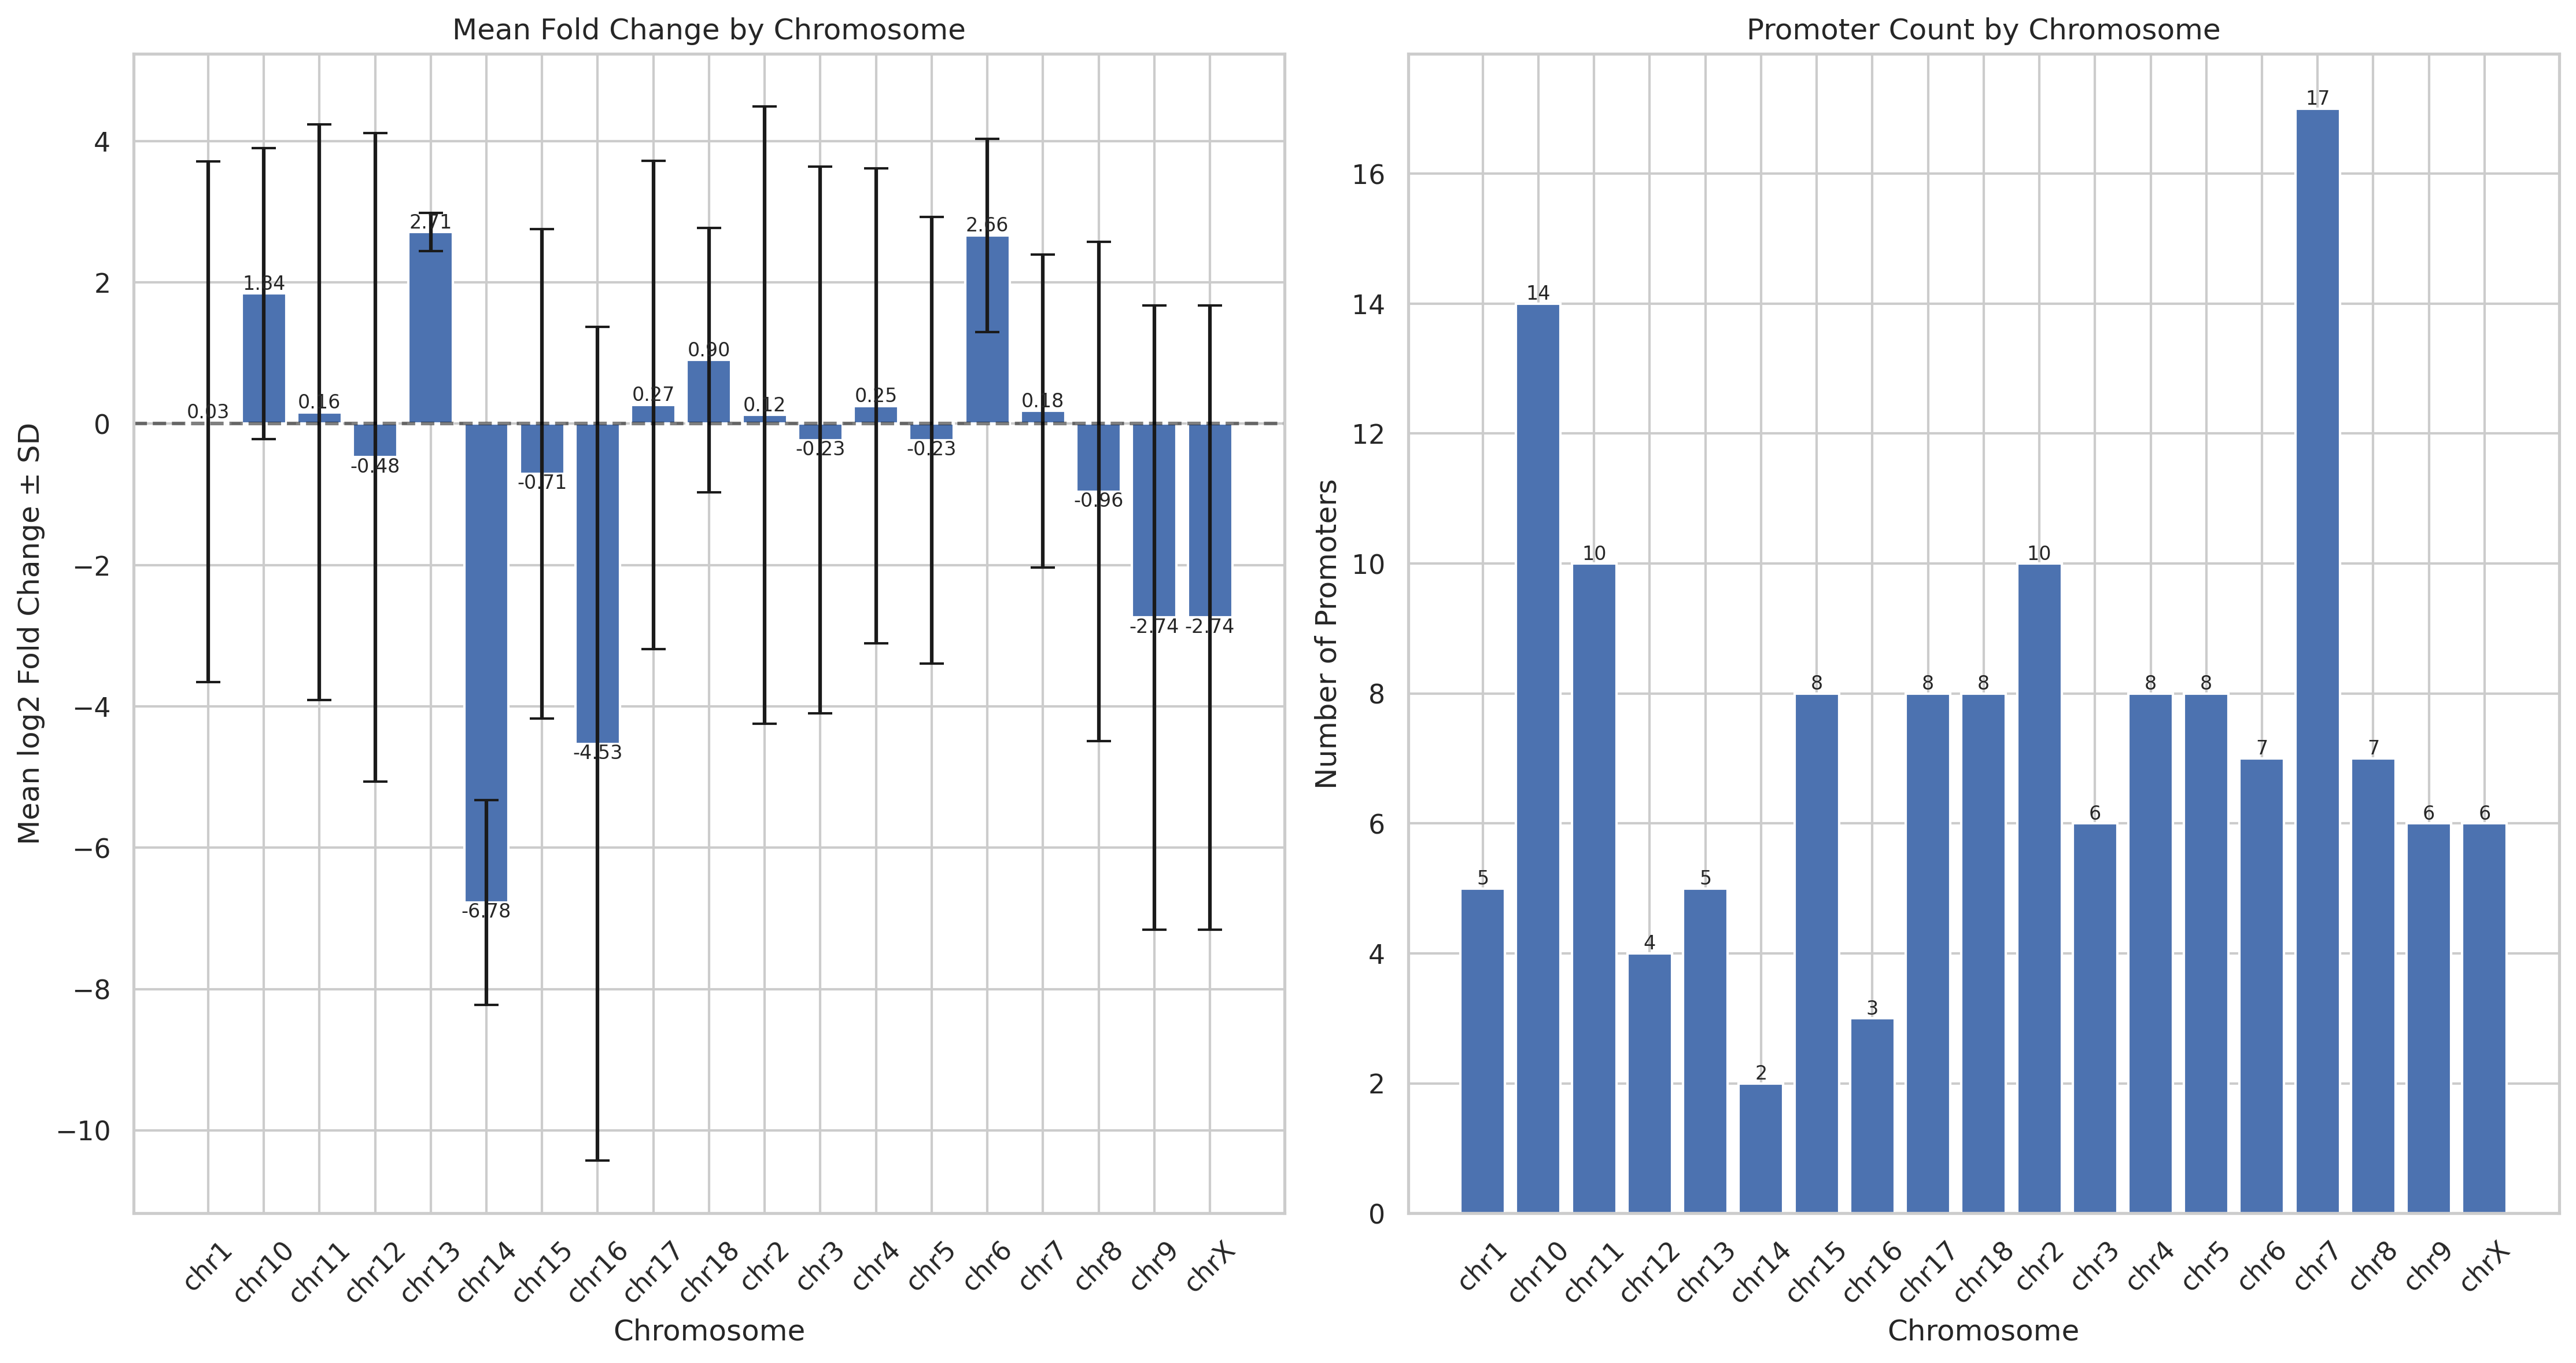 Mean Fold Change by Chromosome
Mean log2 Fold Change ± SD
4
2
0
−2
−4
−6
−8
−10
0.03
1.84
0.16
-0.48
2.71
-6.78
-0.71
-4.53
0.27
0.90
0.12
-0.23
0.25
-0.23
2.66
0.18
-0.96
-2.74
-2.74
chr1
chr10
chr11
chr12
chr13
chr14
chr15
chr16
chr17
chr18
chr2
chr3
chr4
chr5
chr6
chr7
chr8
chr9
chrX
Chromosome
Promoter Count by Chromosome
Number of Promoters
16
14
12
10
8
6
4
2
0
5
14
10
4
5
2
8
3
8
8
10
6
8
8
7
17
7
6
6
chr1
chr10
chr11
chr12
chr13
chr14
chr15
chr16
chr17
chr18
chr2
chr3
chr4
chr5
chr6
chr7
chr8
chr9
chrX
Chromosome